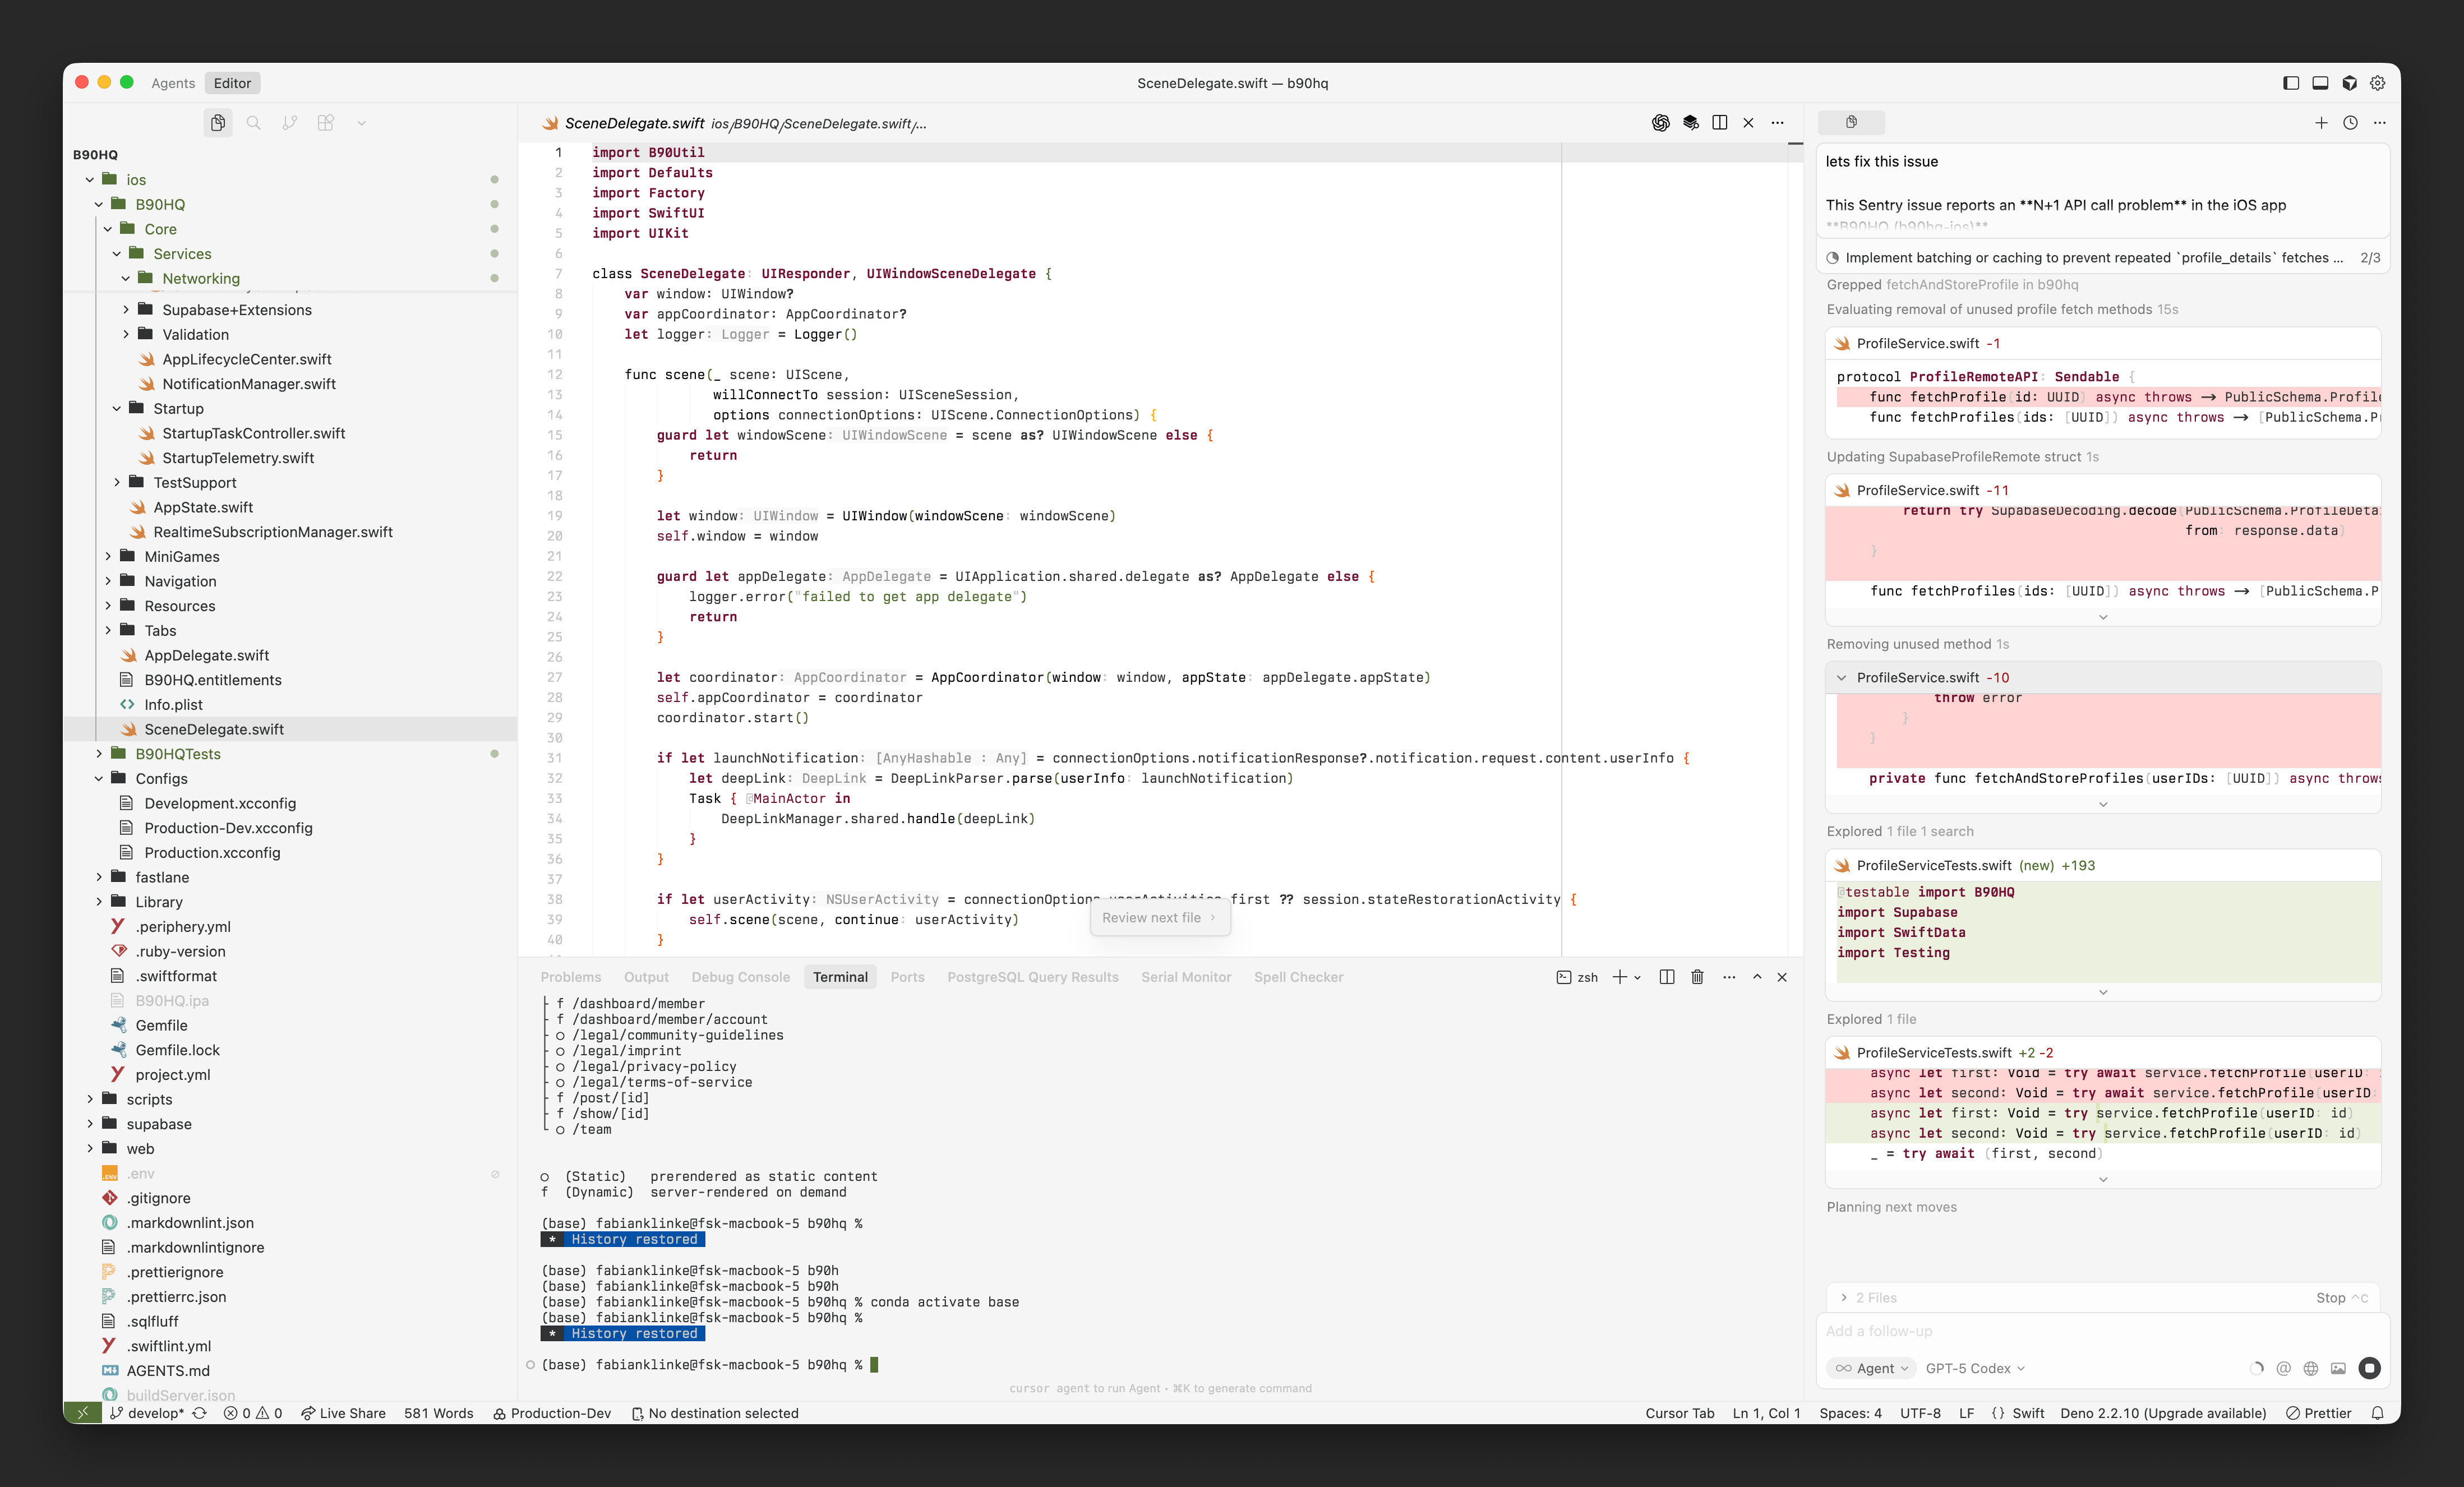 Agents Editor
SceneDelegate.swift — b90hq
B90HQ
ios
B90HQ
Core
Services
Networking
Supabase+Extensions
Validation
AppLifecycleCenter.swift
NotificationManager.swift
Startup
StartupTaskController.swift
StartupTelemetry.swift
TestSupport
AppState.swift
RealtimeSubscriptionManager.swift
MiniGames
Navigation
Resources
Tabs
AppDelegate.swift
B90HQ.entitlements
Info.plist
SceneDelegate.swift
B90HQTests
Configs
Development.xcconfig
Production-Dev.xcconfig
Production.xcconfig
fastlane
Library
.periphery.yml
.ruby-version
.swiftformat
B90HQ.ipa
Gemfile
Gemfile.lock
project.yml
scripts
supabase
web
.env
.gitignore
.markdownlint.json
.markdownlintignore
.prettierignore
.prettierrc.json
.sqlfluff
.swiftlint.yml
AGENTS.md
buildServer.json
SceneDelegate.swift ios/B90HQ/SceneDelegate.swift/...
1 import B90Util
2 import Defaults
3 import Factory
4 import SwiftUI
5 import UIKit
6
7 class SceneDelegate: UIResponder, UIWindowSceneDelegate {
8 var window: UIWindow?
9 var appCoordinator: AppCoordinator?
10 let logger: Logger = Logger()
11
12 func scene(_ scene: UIScene,
13 willConnectTo session: UISceneSession,
14 options connectionOptions: UIScene.ConnectionOptions) {
15 guard let windowScene: UIWindowScene = scene as? UIWindowScene else {
16 return
17 }
18
19 let window: UIWindow = UIWindow(windowScene: windowScene)
20 self.window = window
21
22 guard let appDelegate: AppDelegate = UIApplication.shared.delegate as? AppDelegate else {
23 logger.error("failed to get app delegate")
24 return
25 }
26
27 let coordinator: AppCoordinator = AppCoordinator(window: window, appState: appDelegate.appState)
28 self.appCoordinator = coordinator
29 coordinator.start()
30
31 if let launchNotification: [AnyHashable : Any] = connectionOptions.notificationResponse?.notification.request.content.userInfo {
32 let deepLink: DeepLink = DeepLinkParser.parse(userInfo: launchNotification)
33 Task { @MainActor in
34 DeepLinkManager.shared.handle(deepLink)
35 }
36 }
37
38 if let userActivity: NSUserActivity = connectionOptions.userActivities.first ?? session.stateRestorationActivity {
39 self.scene(scene, continue: userActivity)
40 }
Review next file
Problems Output Debug Console Terminal Ports PostgreSQL Query Results Serial Monitor Spell Checker zsh
├ f /dashboard/member
├ f /dashboard/member/account
├ ○ /legal/community-guidelines
├ ○ /legal/imprint
├ ○ /legal/privacy-policy
├ ○ /legal/terms-of-service
├ f /post/[id]
├ f /show/[id]
└ ○ /team
○ (Static) prerendered as static content
f (Dynamic) server-rendered on demand
(base) fabianklinke@fsk-macbook-5 b90hq %
* History restored
(base) fabianklinke@fsk-macbook-5 b90h
(base) fabianklinke@fsk-macbook-5 b90h
(base) fabianklinke@fsk-macbook-5 b90hq % conda activate base
(base) fabianklinke@fsk-macbook-5 b90hq %
* History restored
(base) fabianklinke@fsk-macbook-5 b90hq %
cursor agent to run Agent • ⌘K to generate command
lets fix this issue
This Sentry issue reports an **N+1 API call problem** in the iOS app
**B90HQ (b90hq-ios)**
Implement batching or caching to prevent repeated `profile_details` fetches ... 2/3
Grepped fetchAndStoreProfile in b90hq
Evaluating removal of unused profile fetch methods 15s
ProfileService.swift -1
protocol ProfileRemoteAPI: Sendable {
func fetchProfile(id: UUID) async throws -> PublicSchema.Profile
func fetchProfiles(ids: [UUID]) async throws -> [PublicSchema.Pr
Updating SupabaseProfileRemote struct 1s
ProfileService.swift -11
return try SupabaseDecoding.decode(PublicSchema.ProfileDeta
from: response.data)
}
func fetchProfiles(ids: [UUID]) async throws -> [PublicSchema.P
Removing unused method 1s
ProfileService.swift -10
throw error
}
}
private func fetchAndStoreProfiles(userIDs: [UUID]) async throws
Explored 1 file 1 search
ProfileServiceTests.swift (new) +193
@testable import B90HQ
import Supabase
import SwiftData
import Testing
Explored 1 file
ProfileServiceTests.swift +2 -2
async let first: Void = try await service.fetchProfile(userID:
async let second: Void = try await service.fetchProfile(userID:
async let first: Void = try service.fetchProfile(userID: id)
async let second: Void = try service.fetchProfile(userID: id)
_ = try await (first, second)
Planning next moves
2 Files Stop ^C
Add a follow-up
Agent GPT-5 Codex
develop* 0 0 Live Share 581 Words Production-Dev No destination selected Cursor Tab Ln 1, Col 1 Spaces: 4 UTF-8 LF {} Swift Deno 2.2.10 (Upgrade available) Prettier